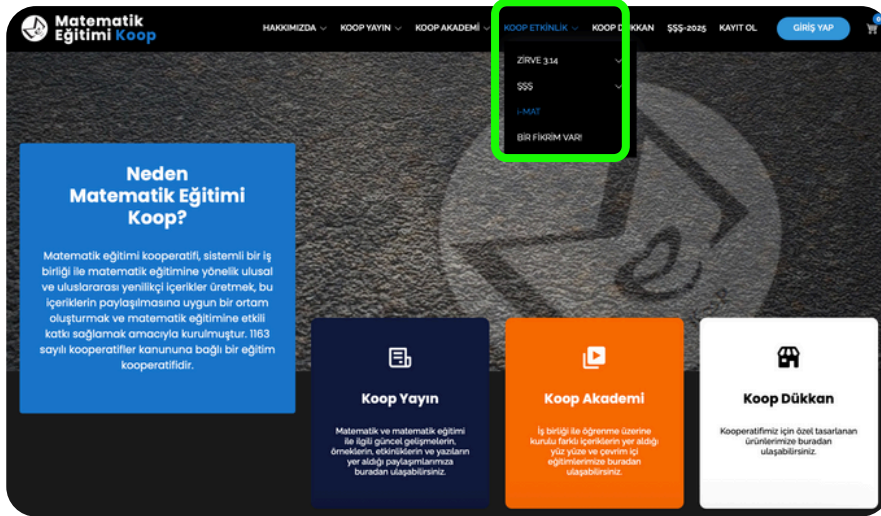 Matematik
Eğitimi Koop
HAKKIMIZDA
KOOP YAYIN
KOOP AKADEMİ
KOOP ETKİNLİK
KOOP DÜKKAN
ŞŞŞ-2025
KAYIT OL
GİRİŞ YAP
0
ZİRVE 3.14
ŞŞŞ
i-MAT
BİR FİKRİM VAR!
Neden
Matematik Eğitimi
Koop?
Matematik eğitimi kooperatifi, sistemli bir iş
birliği ile matematik eğitimine yönelik ulusal
ve uluslararası yenilikçi içerikler üretmek, bu
içeriklerin paylaşılmasına uygun bir ortam
oluşturmak ve matematik eğitimine etkili
katkı sağlamak amacıyla kurulmuştur. 1163
sayılı kooperatifler kanununa bağlı bir eğitim
kooperatifidir.
Koop Yayın
Matematik ve matematik eğitimi
ile ilgili güncel gelişmelerin,
örneklerin, etkinliklerin ve yazıların
yer aldığı paylaşımlarımıza
buradan ulaşabilirsiniz.
Koop Akademi
İş birliği ile öğrenme üzerine
kurulu farklı içeriklerin yer aldığı
yüz yüze ve çevrim içi
eğitimlerimize buradan
ulaşabilirsiniz.
Koop Dükkan
Kooperatifimiz için özel tasarlanan
ürünlerimize buradan
ulaşabilirsiniz.